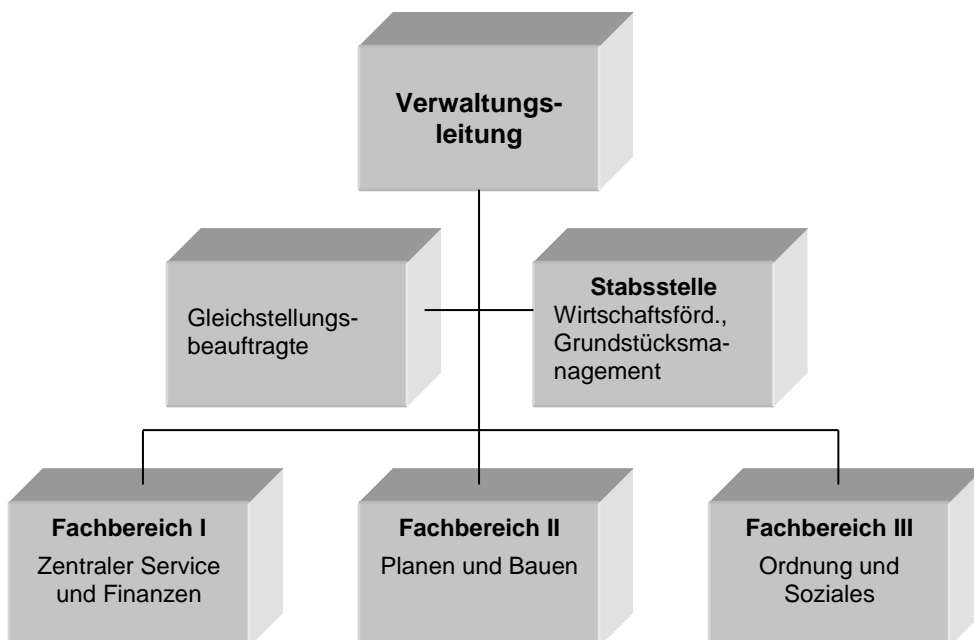 Verwaltungs-
leitung
Gleichstellungs-
beauftragte
Stabsstelle
Wirtschaftsförd.,
Grundstücksma-
nagement
Fachbereich I
Zentraler Service
und Finanzen
Fachbereich II
Planen und Bauen
Fachbereich III
Ordnung und
Soziales